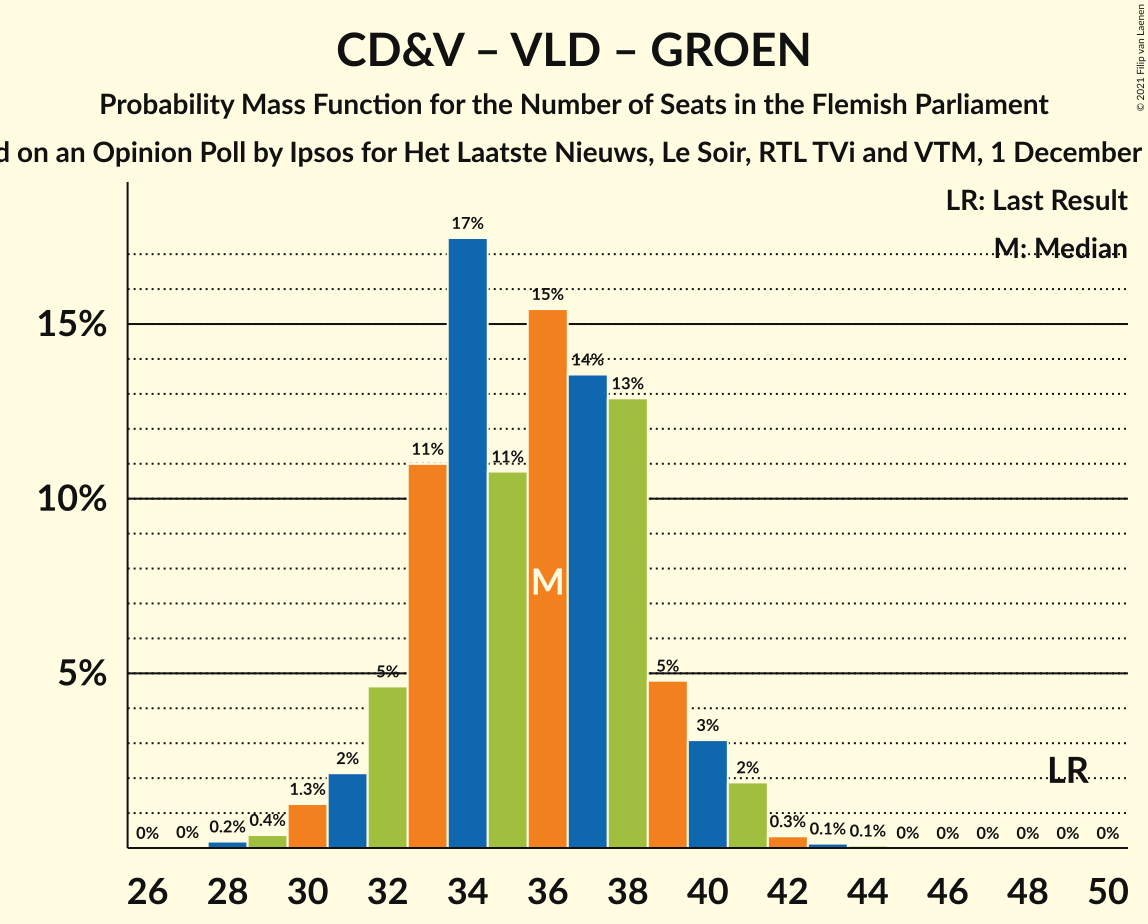 CD&V – VLD – GROEN
Probability Mass Function for the Number of Seats in the Flemish Parliament
on an Opinion Poll by Ipsos for Het Laatste Nieuws, Le Soir, RTL TVi and VTM, 1 December
© 2021 Filip van Laenen
LR: Last Result
M: Median
17%
15%
15%
14%
13%
11%
11%
10%
5%
5%
5%
M
3%
2%
2%
LR
1.3%
0% 0% 0.2% 0.4% 0.3% 0.1% 0.1% 0% 0% 0% 0% 0% 0%
26 28 30 32 34 36 38 40 42 44 46 48 50